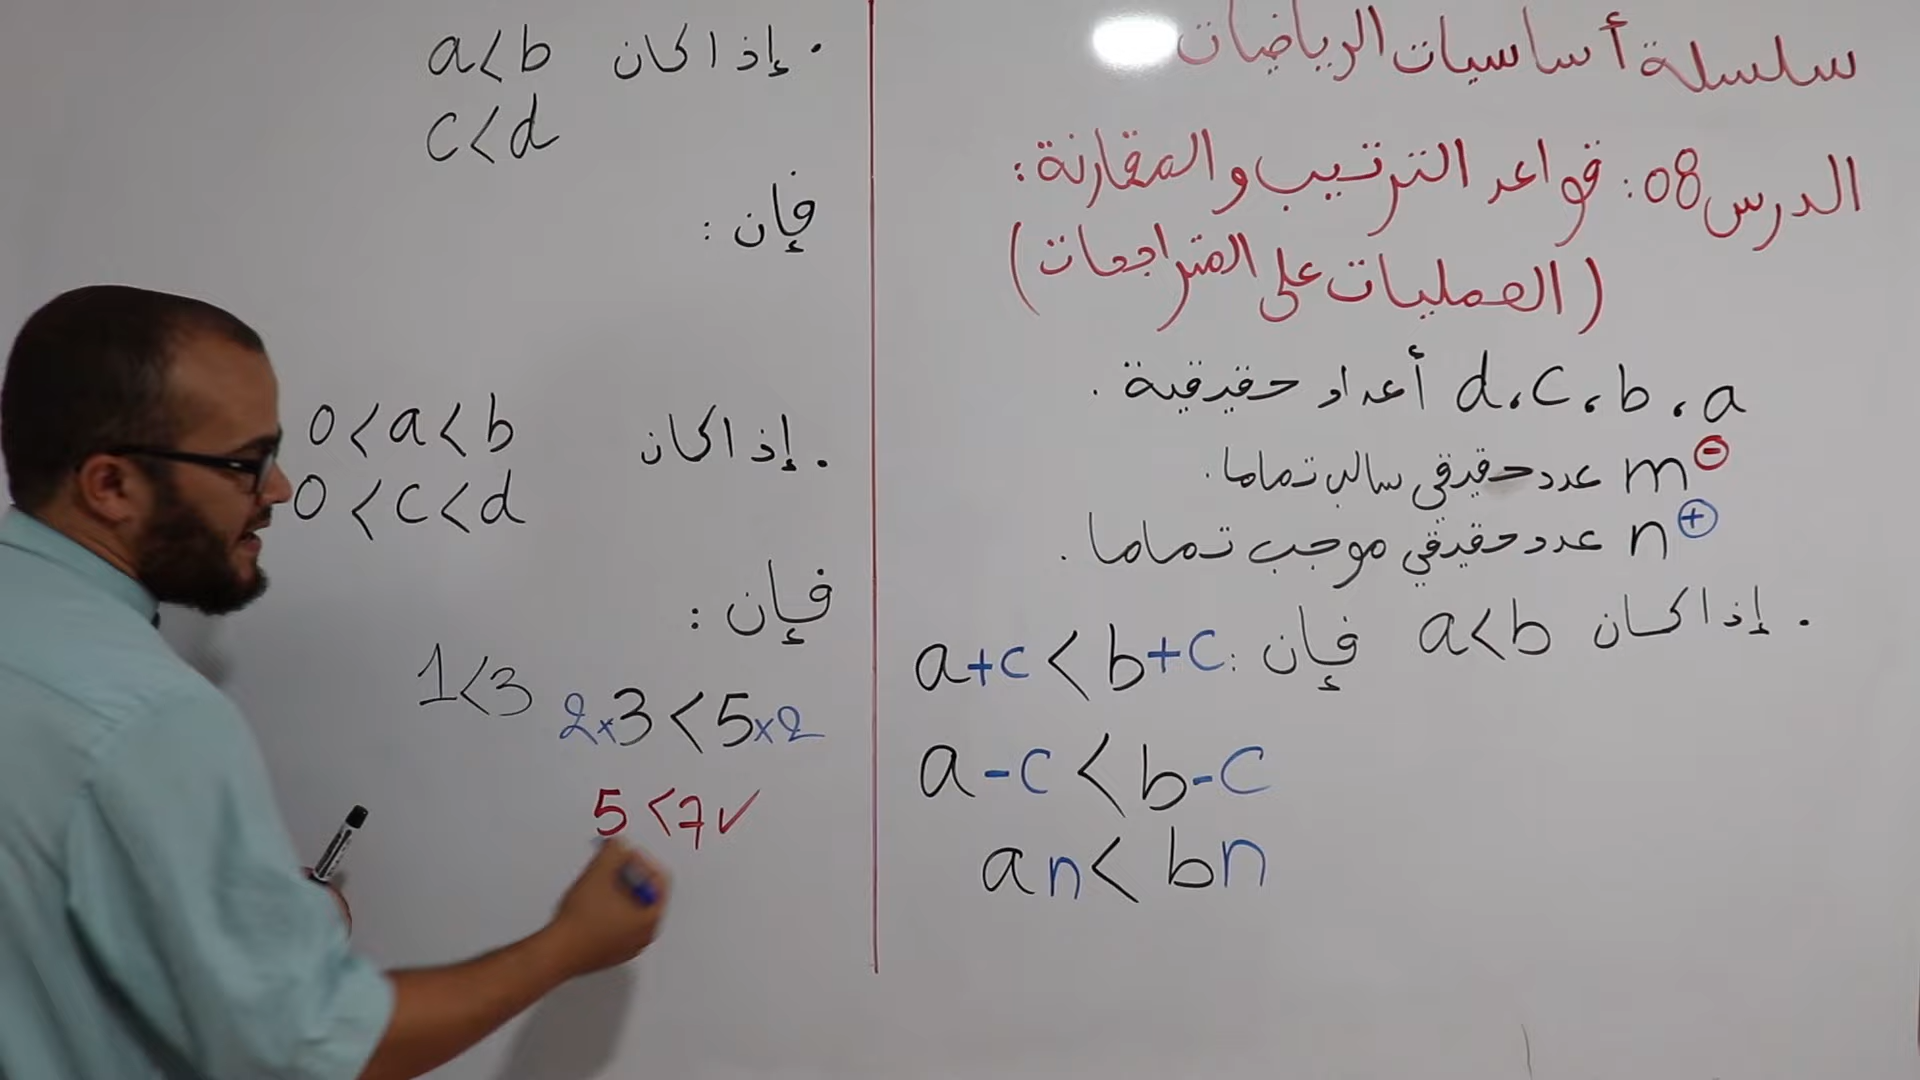 سلسلة أساسيات الرياضيات
الدرس 08: قواعد الترتيب والمقارنة:
(العمليات على المتراجحات)
a ، b ، c ، d أعداد حقيقية .
m⊖ عدد حقيقي سالب تماما.
n⊕ عدد حقيقي موجب تماما .
. إذا كان a<b فإن: a+c < b+c
a-c < b-c
an < bn
. إذا كان a<b
c<d
فإن :
. إذا كان 0<a<b
0<c<d
فإن :
1<3
2×3<5×2
5<7✓